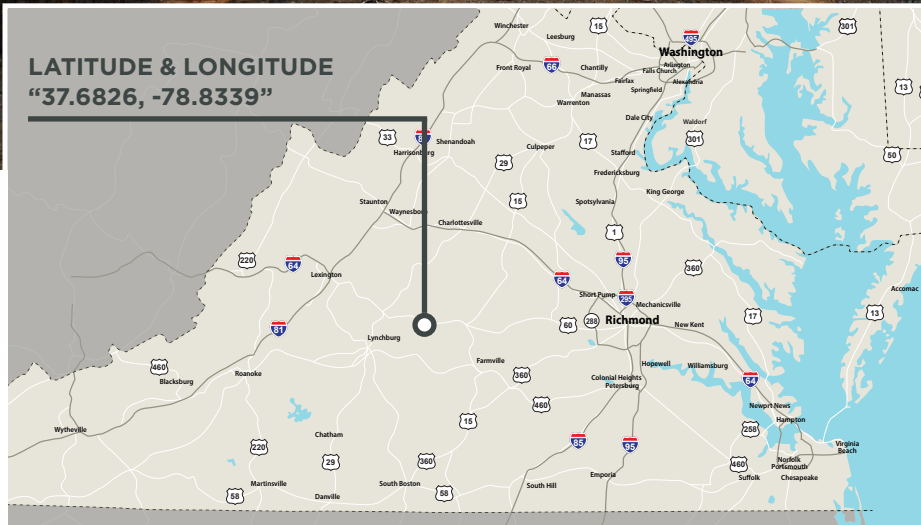 LATITUDE & LONGITUDE
“37.6826, -78.8339”
Winchester
15
Leesburg
495
301
Washington
Front Royal
66
Chantilly
Falls Church
Arlington
Fairfax
Alexandria
Springfield
13
Manassas
Warrenton
Dale City
Waldorf
33
Harrisonburg
Shenandoah
Culpeper
17
301
Stafford
50
29
Fredericksburg
King George
Staunton
Waynesboro
15
Spotsylvania
Charlottesville
1
220
64
95
360
Lexington
64
Short Pump
295
Mechanicsville
Accomac
81
Lynchburg
60
288
Richmond
New Kent
17
13
Farmville
460
Blacksburg
Roanoke
360
Hopewell
Williamsburg
Colonial Heights
Petersburg
64
460
Newport News
Wytheville
15
Hampton
Chatham
85
95
258
Virginia
Beach
220
29
360
Norfolk
Portsmouth
460
Suffolk
Chesapeake
Emporia
Martinsville
South Boston
58
South Hill
58
Danville